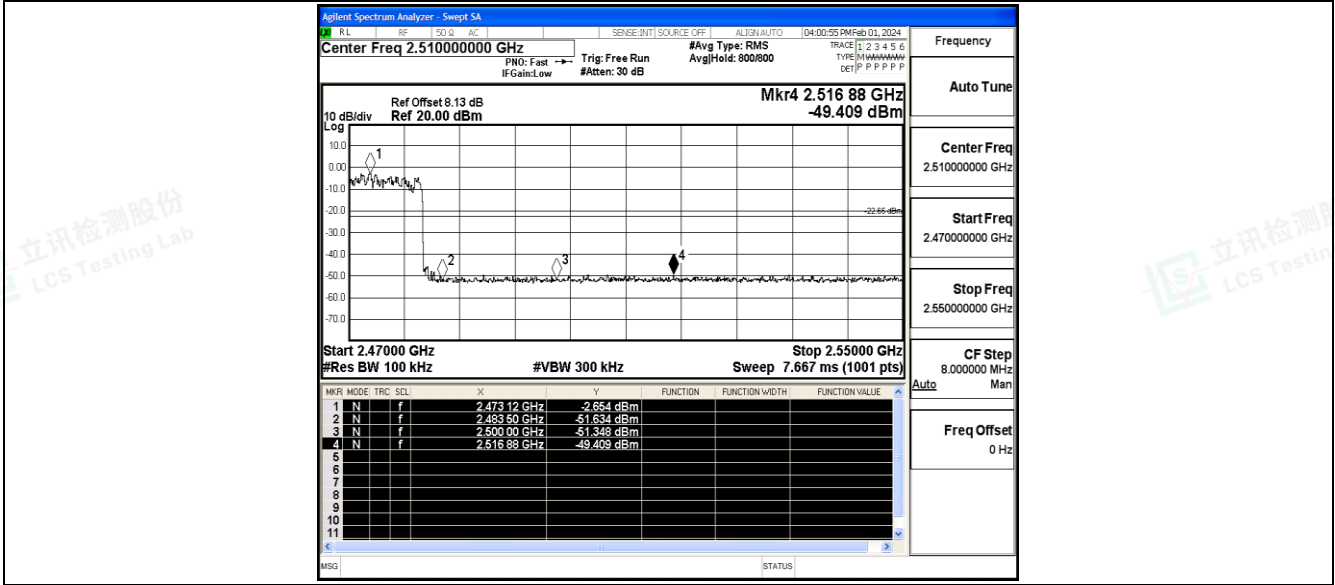 Agilent Spectrum Analyzer - Swept SA
RL RF 50 Ω AC SENSE:INT SOURCE OFF ALIGN AUTO 04:00:55 PM Feb 01, 2024
Center Freq 2.510000000 GHz
PNO: Fast
IFGain:Low
Trig: Free Run
#Atten: 30 dB
#Avg Type: RMS
Avg|Hold: 800/800
TRACE 1 2 3 4 5 6
TYPE M W W W W W
DET P P P P P P
Mkr4 2.516 88 GHz
-49.409 dBm
Ref Offset 8.13 dB
10 dB/div Ref 20.00 dBm
Log
10.0
0.00
-10.0
-20.0
-30.0
-40.0
-50.0
-60.0
-70.0
1
2
3
4
-22.65 dBm
Start 2.47000 GHz Stop 2.55000 GHz
#Res BW 100 kHz #VBW 300 kHz Sweep 7.667 ms (1001 pts)
MKR MODE TRC SCL X Y FUNCTION FUNCTION WIDTH FUNCTION VALUE
1 N f 2.473 12 GHz -2.654 dBm
2 N f 2.483 50 GHz -51.634 dBm
3 N f 2.500 00 GHz -51.348 dBm
4 N f 2.516 88 GHz -49.409 dBm
5
6
7
8
9
10
11
MSG STATUS
Frequency
Auto Tune
Center Freq
2.510000000 GHz
Start Freq
2.470000000 GHz
Stop Freq
2.550000000 GHz
CF Step
8.000000 MHz
Auto Man
Freq Offset
0 Hz
立讯检测股份
LCS Testing Lab
立讯检测
LCS Testin